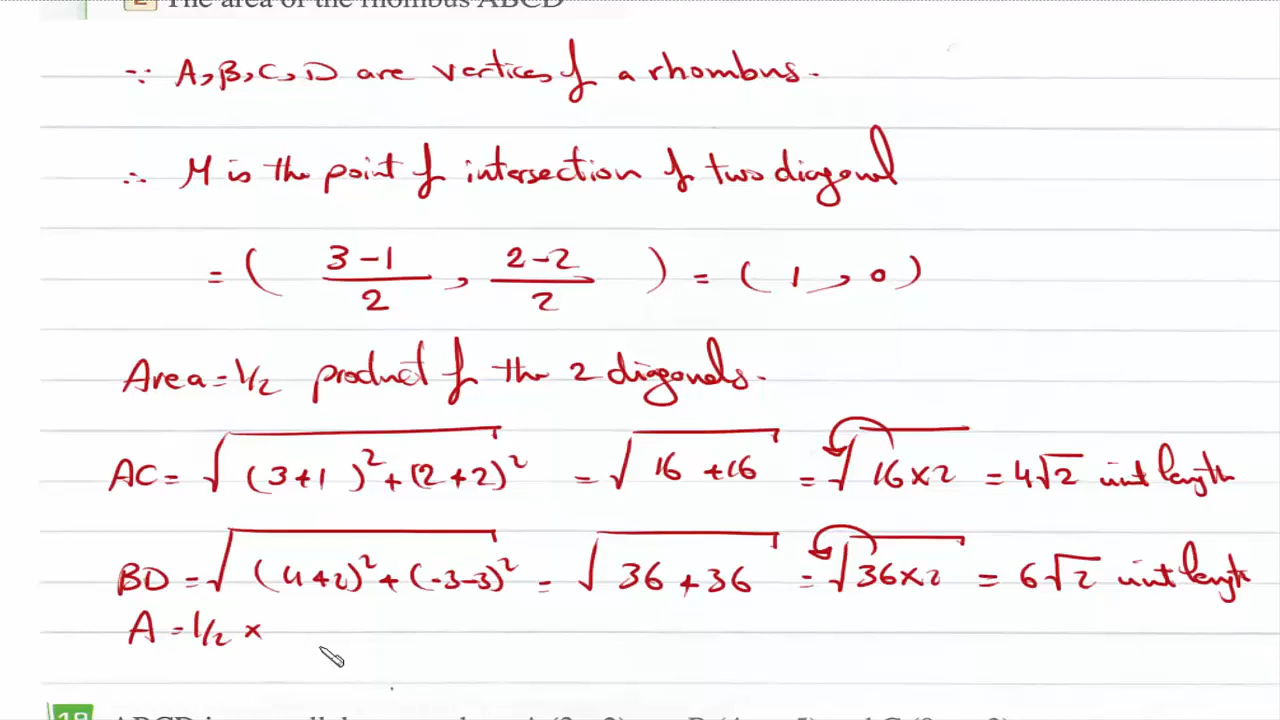 2 The area of the rhombus ABCD
∵ A, B, C, D are vertices of a rhombus.
∴ M is the point of intersection of two diagonal
= ( 3-1/2 , 2-2/2 ) = ( 1 , 0 )
Area = 1/2 product of the 2 diagonals.
AC = √(3+1)² + (2+2)² = √16 + 16 = √16×2 = 4√2 unit length
BD = √(4+2)² + (-3-3)² = √36 + 36 = √36×2 = 6√2 unit length
A = 1/2 ×
18